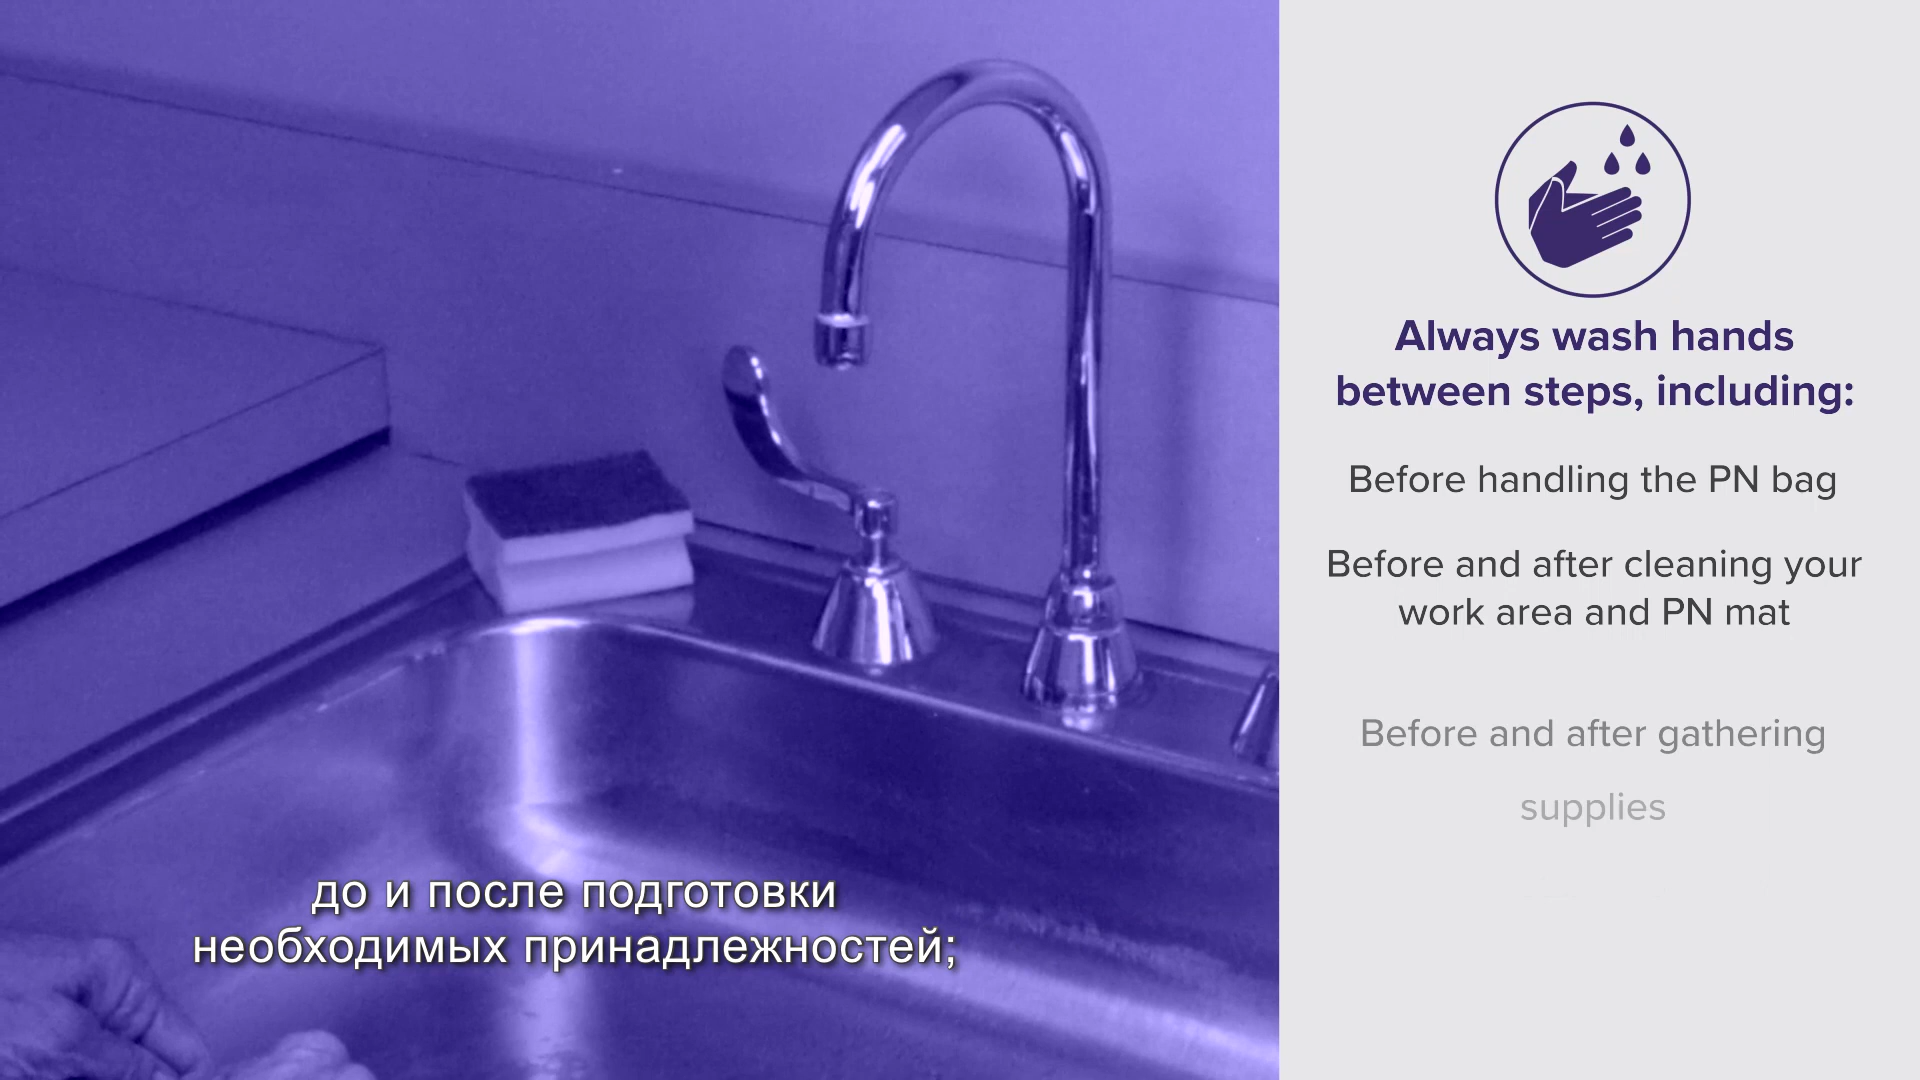 Always wash hands
between steps, including:
Before handling the PN bag
Before and after cleaning your
work area and PN mat
Before and after gathering
supplies
до и после подготовки
необходимых принадлежностей;